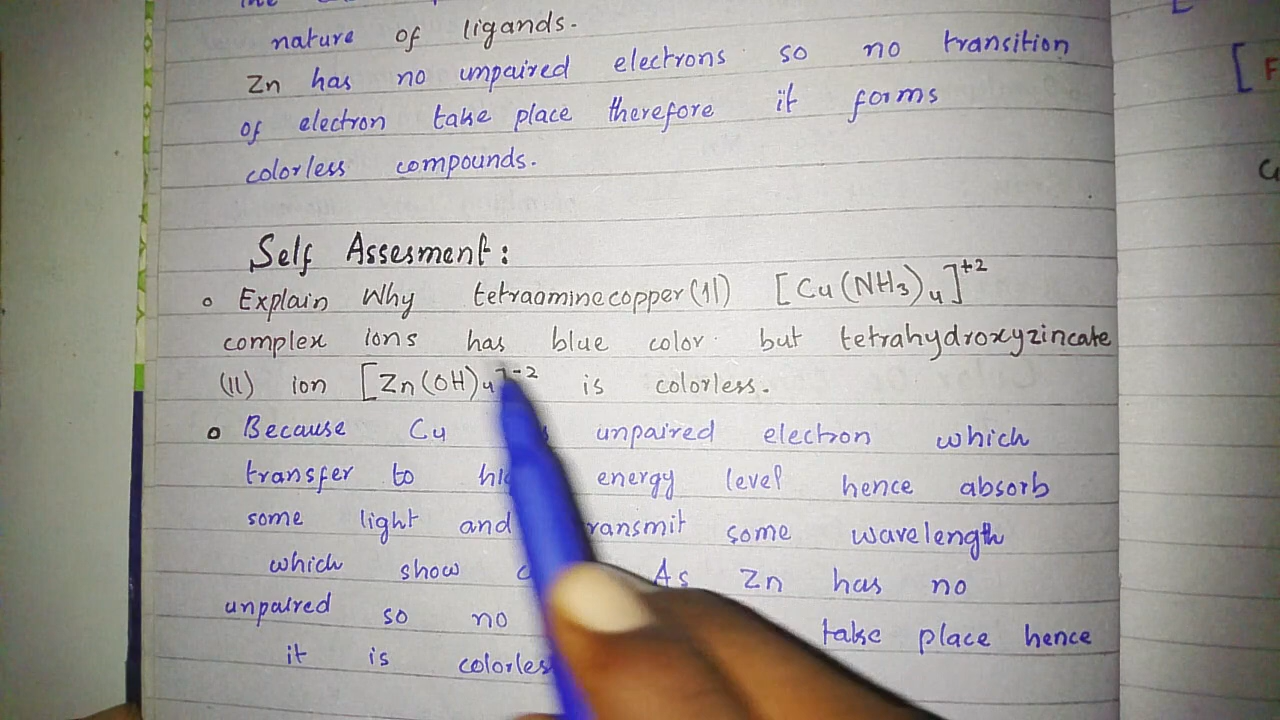 nature of ligands.
Zn has no unpaired electrons so no transition
of electron take place therefore it forms
colorless compounds.
Self Assesment:
o Explain Why tetraaminecopper(II) [Cu(NH₃)₄]⁺²
complex ions has blue color but tetrahydroxyzincate
(II) ion [Zn(OH)₄]⁻² is colorless.
o Because Cu unpaired electron which
transfer to energy level hence absorb
some light and some wavelength
which show As Zn has no
unpaired so no take place hence
it is